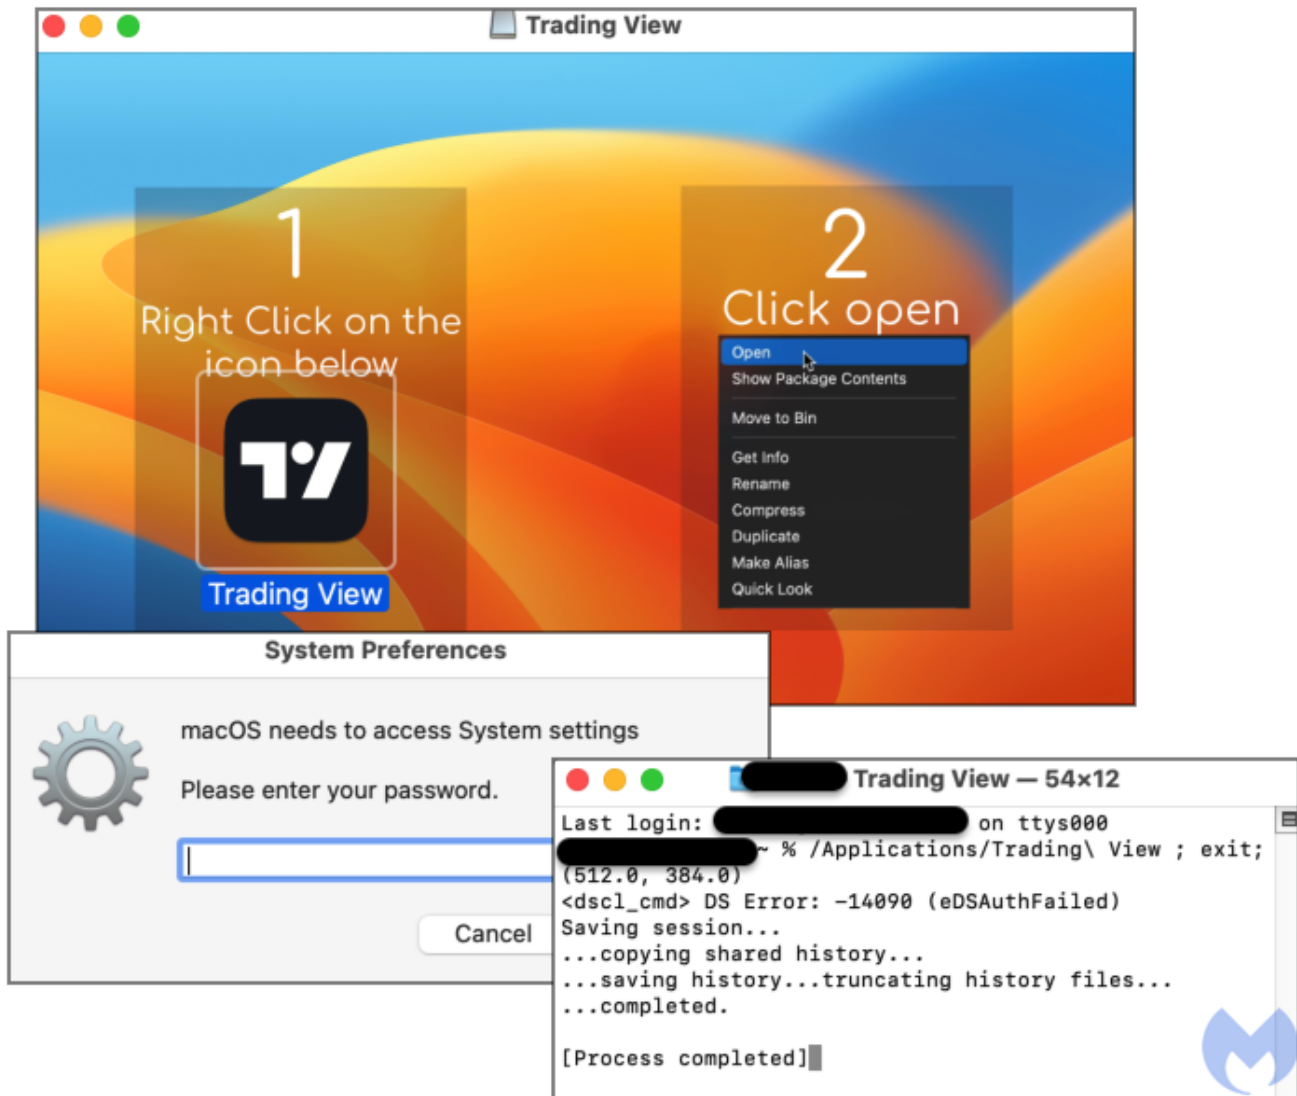 Trading View
1
Right Click on the
icon below
TV
Trading View
2
Click open
Open
Show Package Contents
Move to Bin
Get Info
Rename
Compress
Duplicate
Make Alias
Quick Look
System Preferences
macOS needs to access System settings
Please enter your password.
Cancel
Trading View — 54×12
Last login: on ttys000
~ % /Applications/Trading\ View ; exit;
(512.0, 384.0)
<dscl_cmd> DS Error: -14090 (eDSAuthFailed)
Saving session...
...copying shared history...
...saving history...truncating history files...
...completed.
[Process completed]